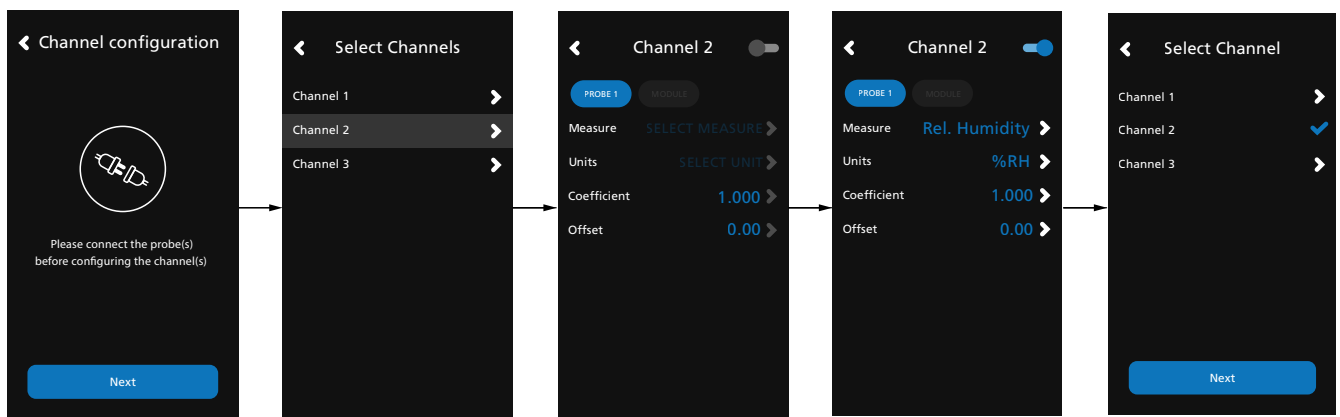 Channel configuration
Please connect the probe(s)
before configuring the channel(s)
Next
Select Channels
Channel 1
Channel 2
Channel 3
Channel 2
PROBE 1 MODULE
Measure SELECT MEASURE
Units SELECT UNIT
Coefficient 1.000
Offset 0.00
Channel 2
PROBE 1 MODULE
Measure Rel. Humidity
Units %RH
Coefficient 1.000
Offset 0.00
Select Channel
Channel 1
Channel 2
Channel 3
Next